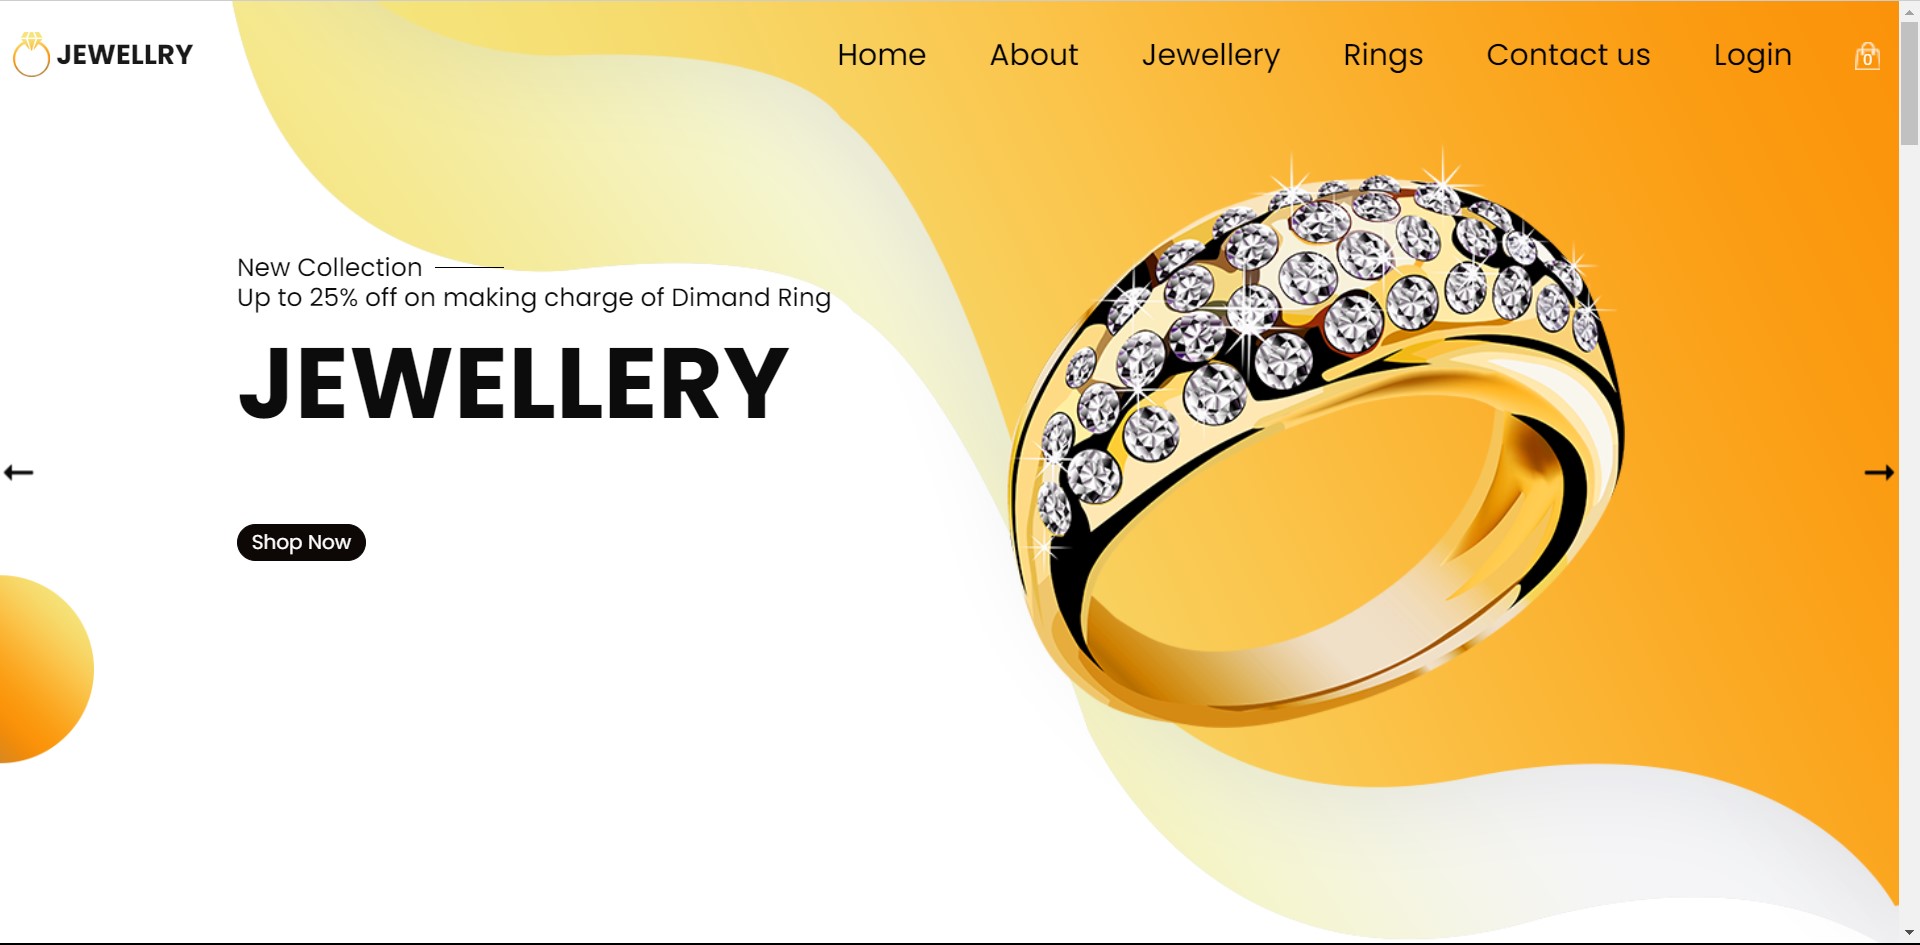 JEWELLRY
Home About Jewellery Rings Contact us Login 0
New Collection
Up to 25% off on making charge of Dimand Ring
JEWELLERY
Shop Now